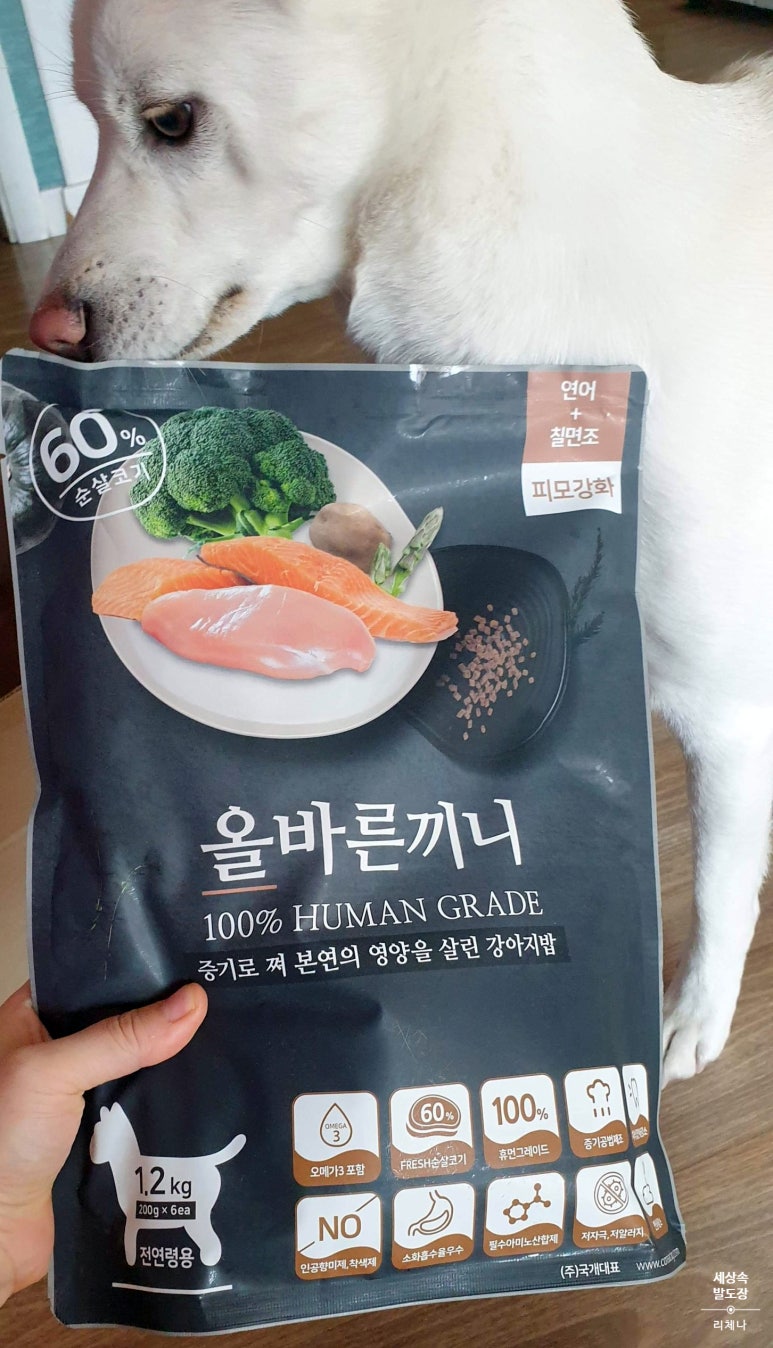 60%
순살코기
연어
+
칠면조
피모강화
올바른끼니
100% HUMAN GRADE
증기로 쪄 본연의 영양을 살린 강아지밥
1.2 kg
200g × 6ea
전연령용
OMEGA
3
오메가3 포함
60%
FRESH순살코기
100%
휴먼그레이드
증기공법제조
NO
인공향미제, 착색제
소화흡수율우수
필수아미노산합제
저자극, 저알러지
(주)국개대표
세상속
발도장
리체나